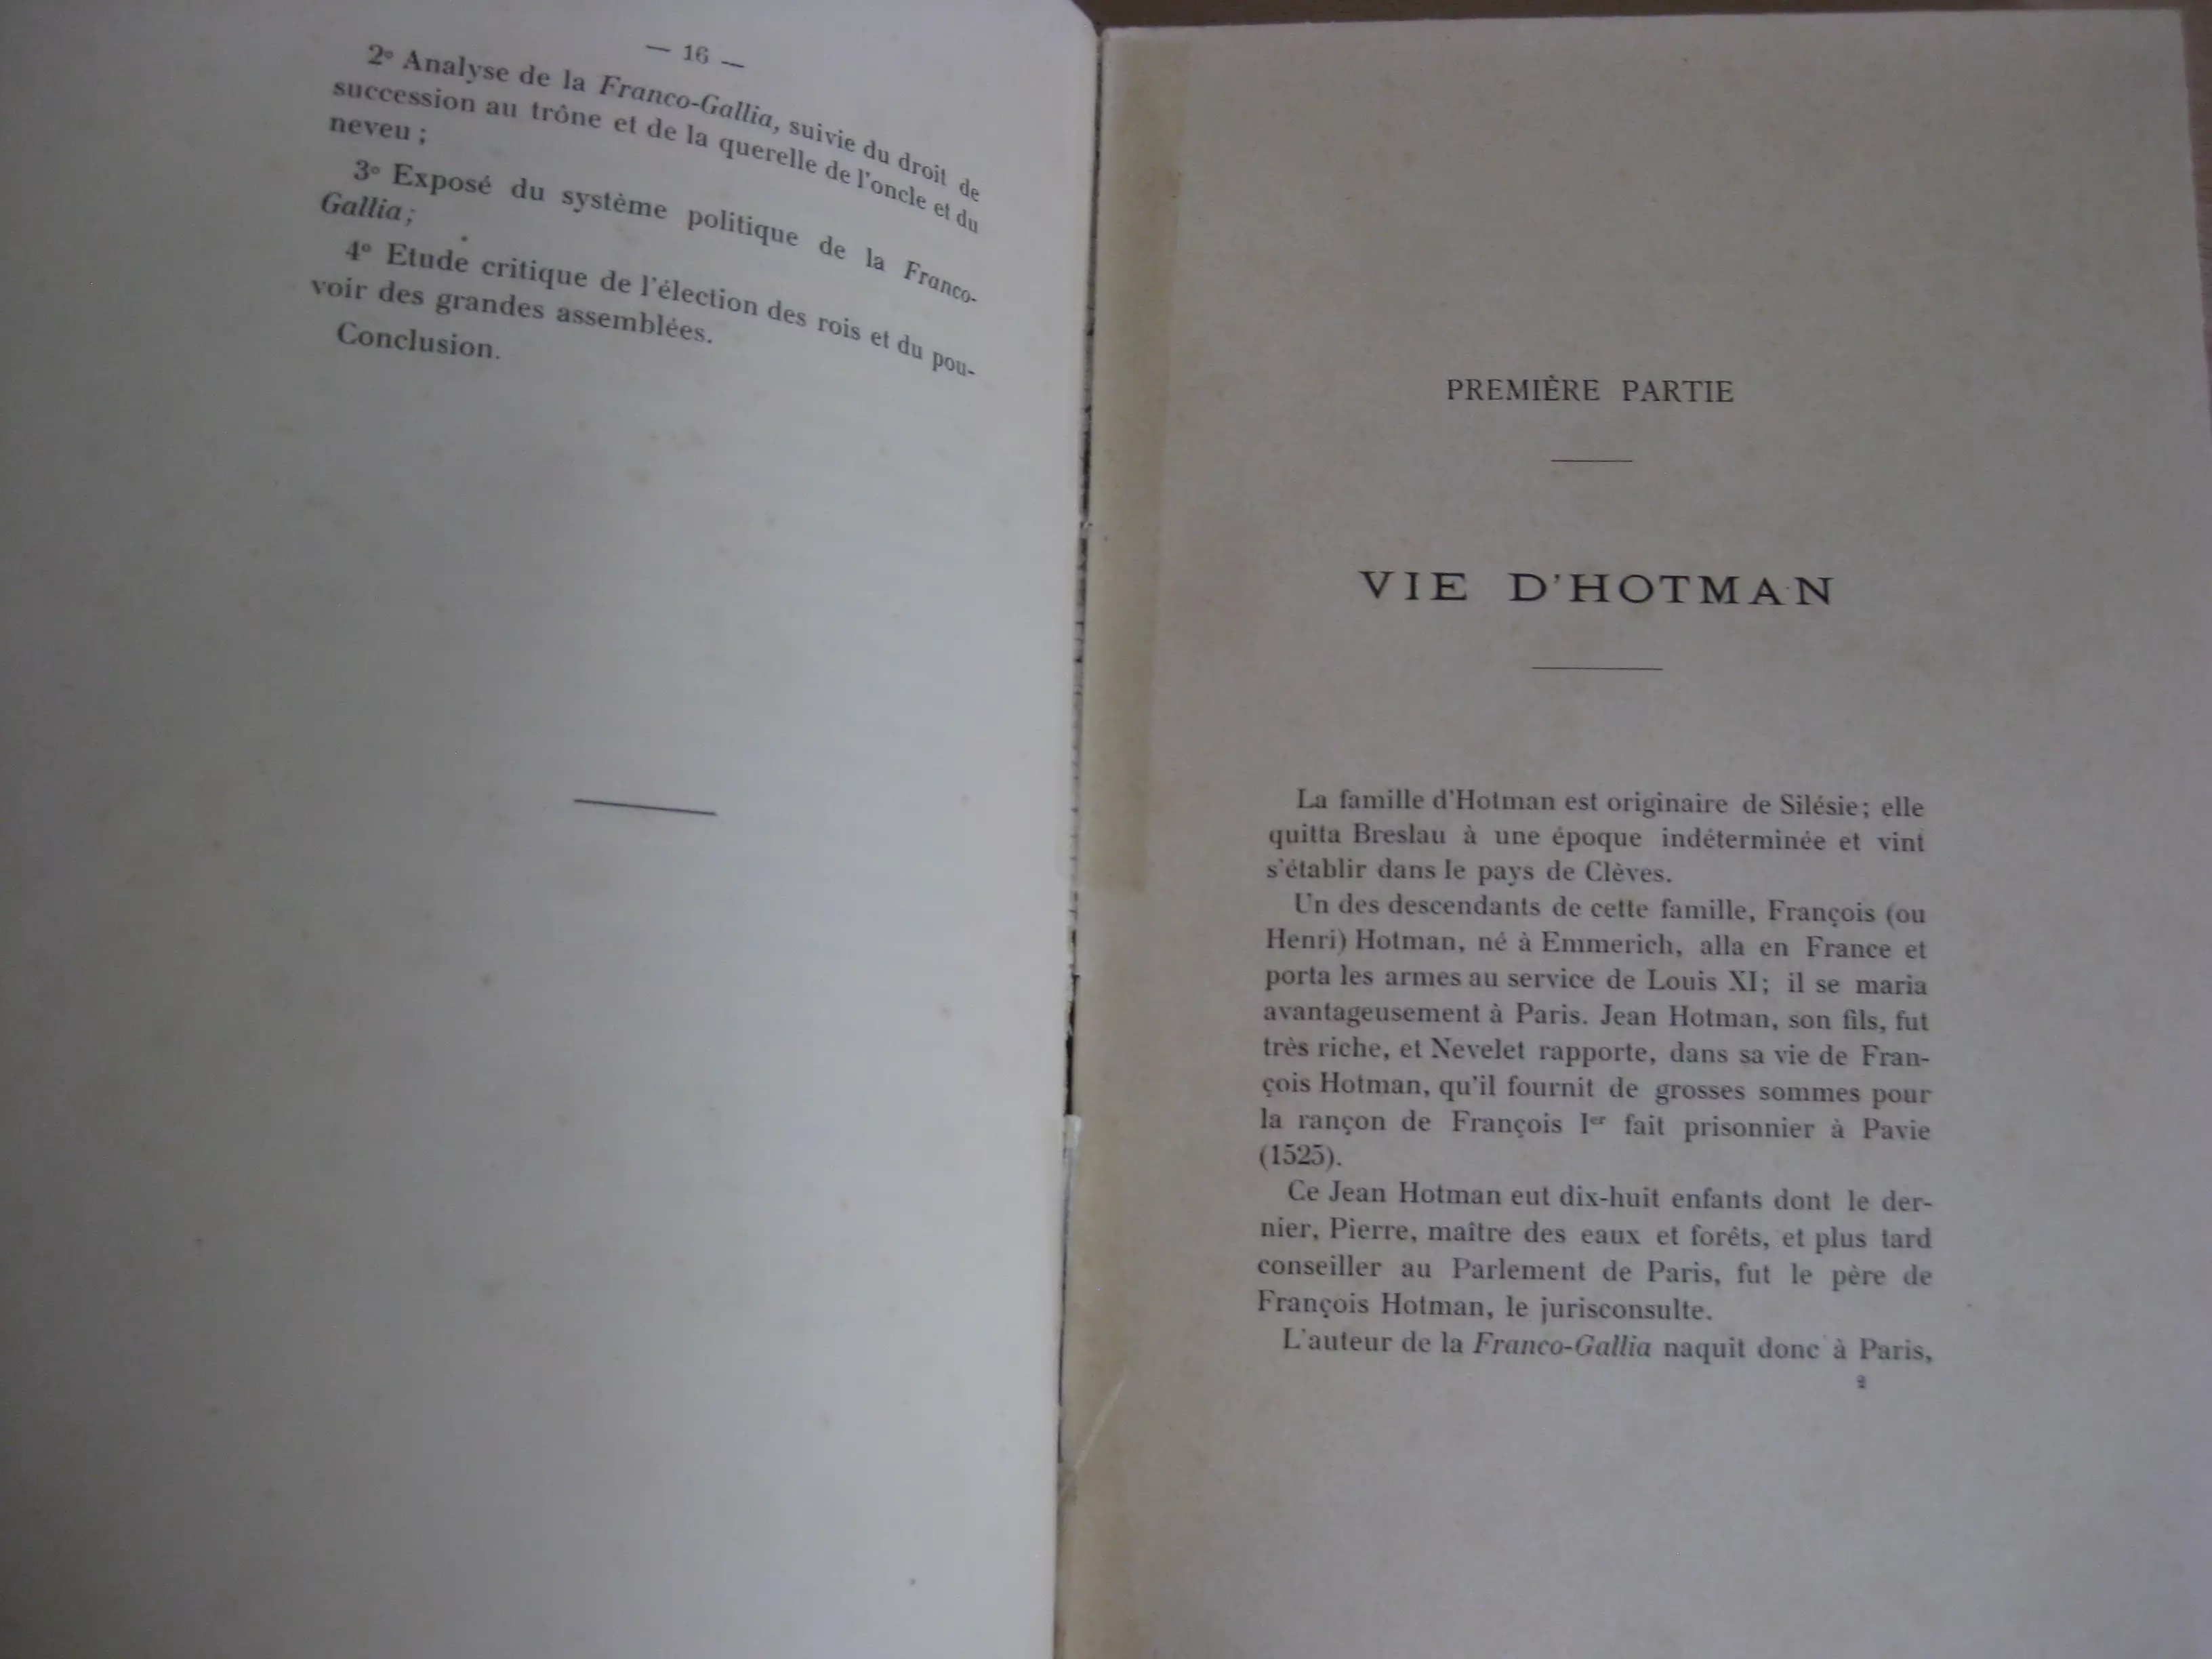 — 16 —
2° Analyse de la Franco-Gallia, suivie du droit de
succession au trône et de la querelle de l'oncle et du
neveu ;
3° Exposé du système politique de la Franco-
Gallia ;
4° Etude critique de l'élection des rois et du pou-
voir des grandes assemblées.
Conclusion.
PREMIÈRE PARTIE
VIE D'HOTMAN
La famille d'Hotman est originaire de Silésie; elle
quitta Breslau à une époque indéterminée et vint
s'établir dans le pays de Clèves.
Un des descendants de cette famille, François (ou
Henri) Hotman, né à Emmerich, alla en France et
porta les armes au service de Louis XI; il se maria
avantageusement à Paris. Jean Hotman, son fils, fut
très riche, et Nevelet rapporte, dans sa vie de Fran-
çois Hotman, qu'il fournit de grosses sommes pour
la rançon de François Ier fait prisonnier à Pavie
(1525).
Ce Jean Hotman eut dix-huit enfants dont le der-
nier, Pierre, maître des eaux et forêts, et plus tard
conseiller au Parlement de Paris, fut le père de
François Hotman, le jurisconsulte.
L'auteur de la Franco-Gallia naquit donc à Paris,
2